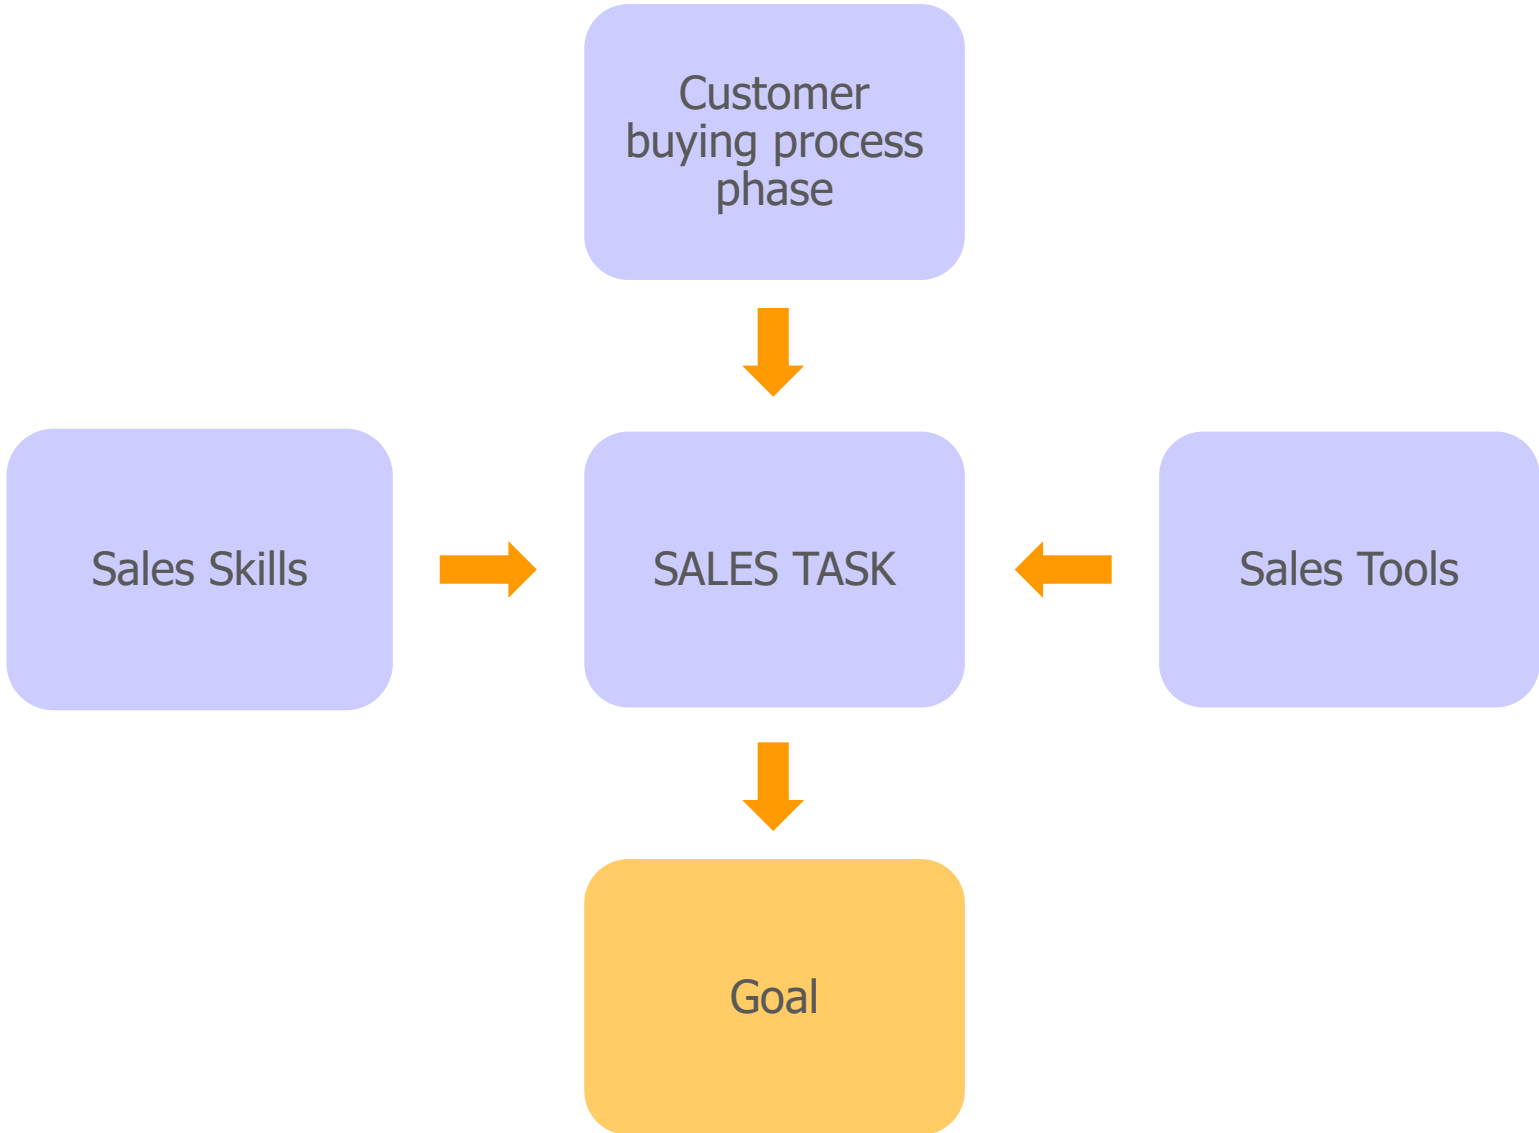 Customer
buying process
phase
Sales Skills
SALES TASK
Sales Tools
Goal